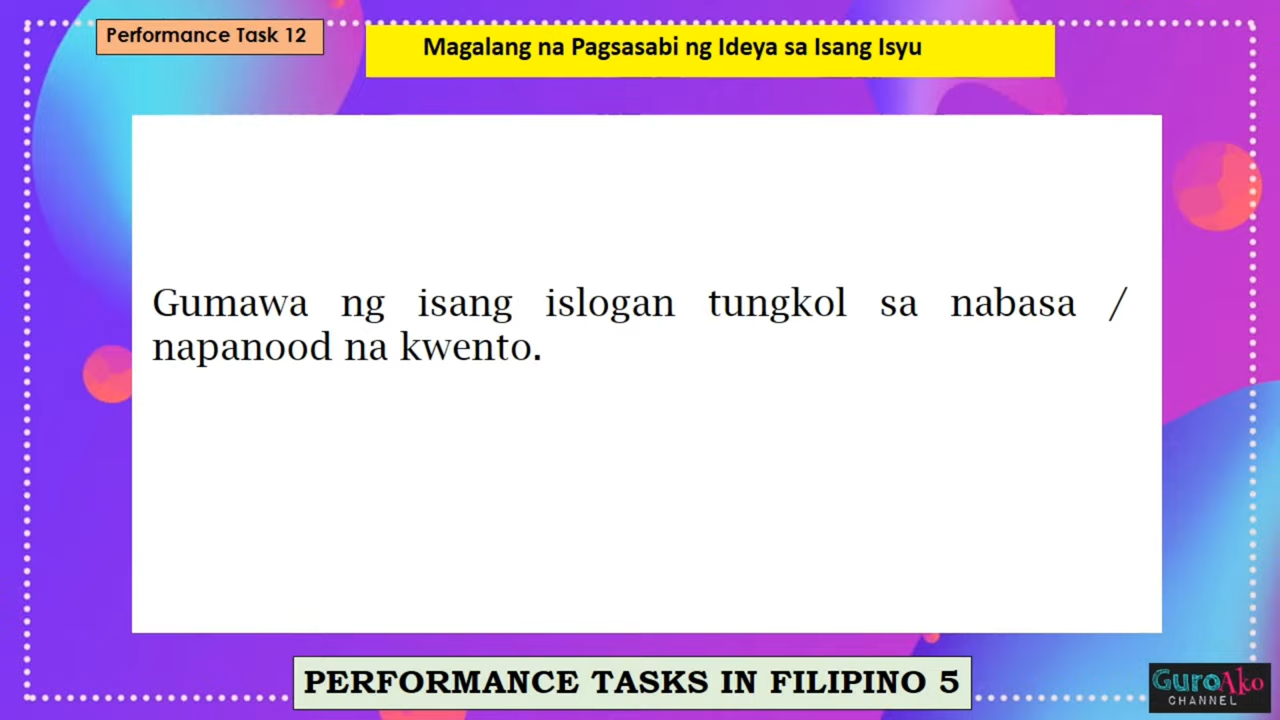 Performance Task 12
Magalang na Pagsasabi ng Ideya sa Isang Isyu
Gumawa ng isang islogan tungkol sa nabasa /
napanood na kwento.
PERFORMANCE TASKS IN FILIPINO 5
GuroAko
CHANNEL